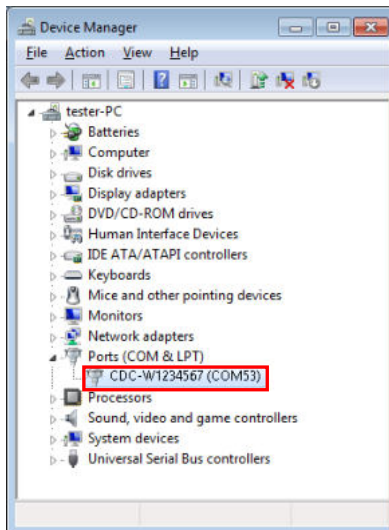 Device Manager
File Action View Help
tester-PC
Batteries
Computer
Disk drives
Display adapters
DVD/CD-ROM drives
Human Interface Devices
IDE ATA/ATAPI controllers
Keyboards
Mice and other pointing devices
Monitors
Network adapters
Ports (COM & LPT)
CDC-W1234567 (COM53)
Processors
Sound, video and game controllers
System devices
Universal Serial Bus controllers